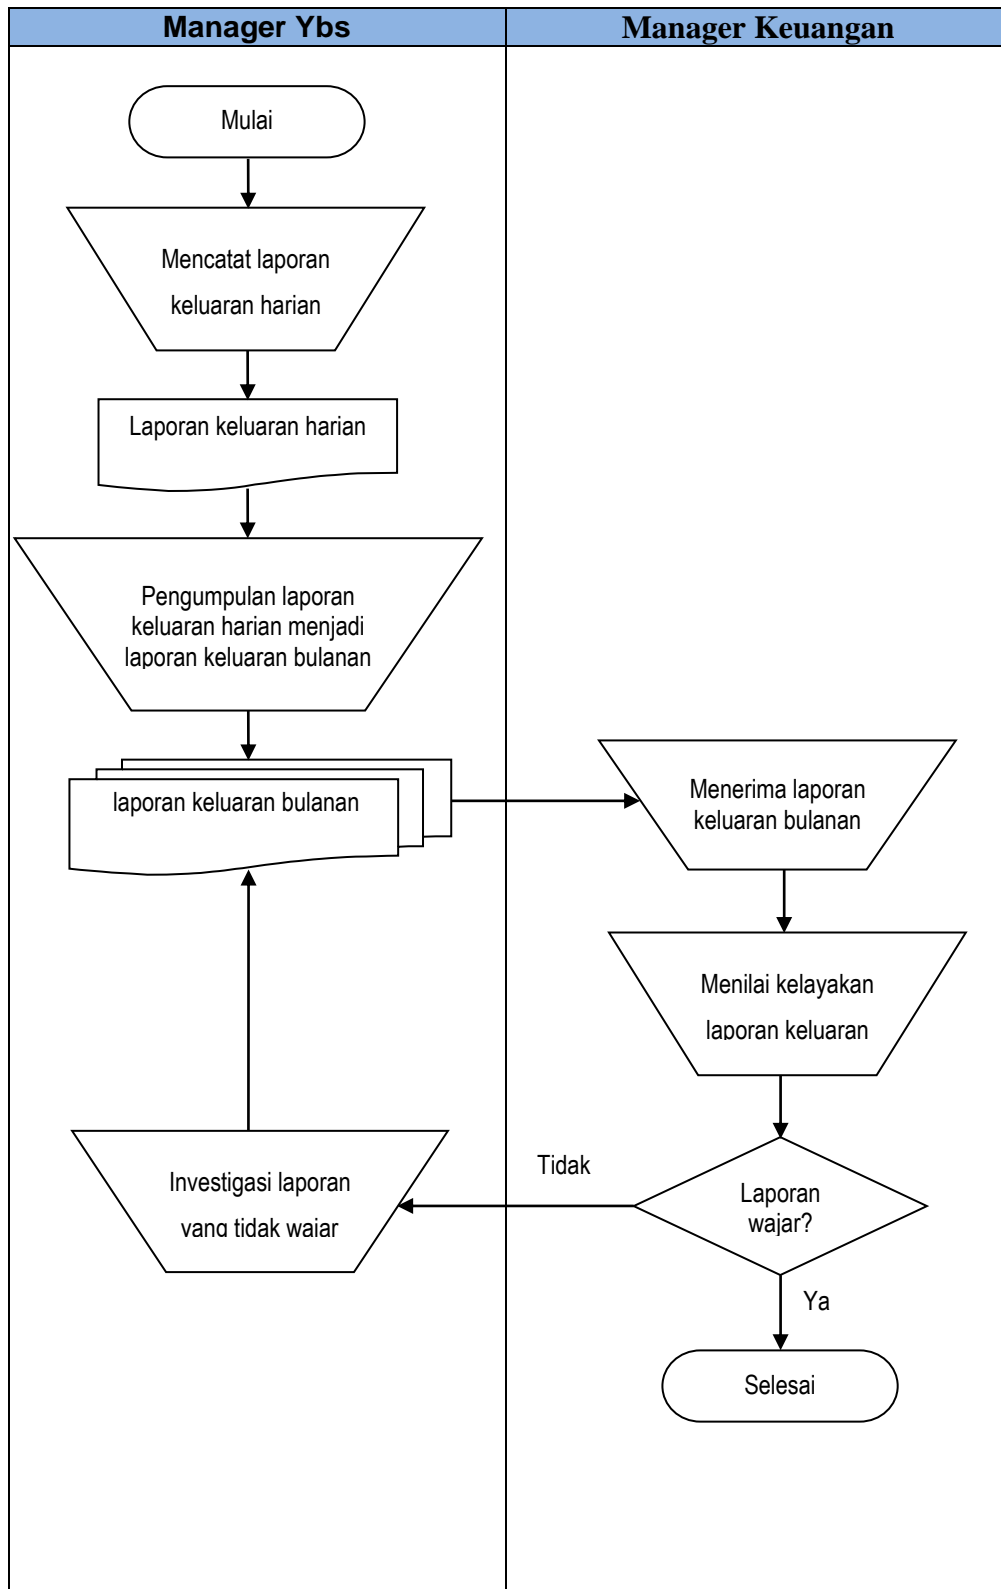 Manager Ybs
Manager Keuangan
Mulai
Mencatat laporan
keluaran harian
Laporan keluaran harian
Pengumpulan laporan
keluaran harian menjadi
laporan keluaran bulanan
laporan keluaran bulanan
Menerima laporan
keluaran bulanan
Menilai kelayakan
laporan keluaran
Investigasi laporan
yang tidak wajar
Tidak
Laporan
wajar?
Ya
Selesai